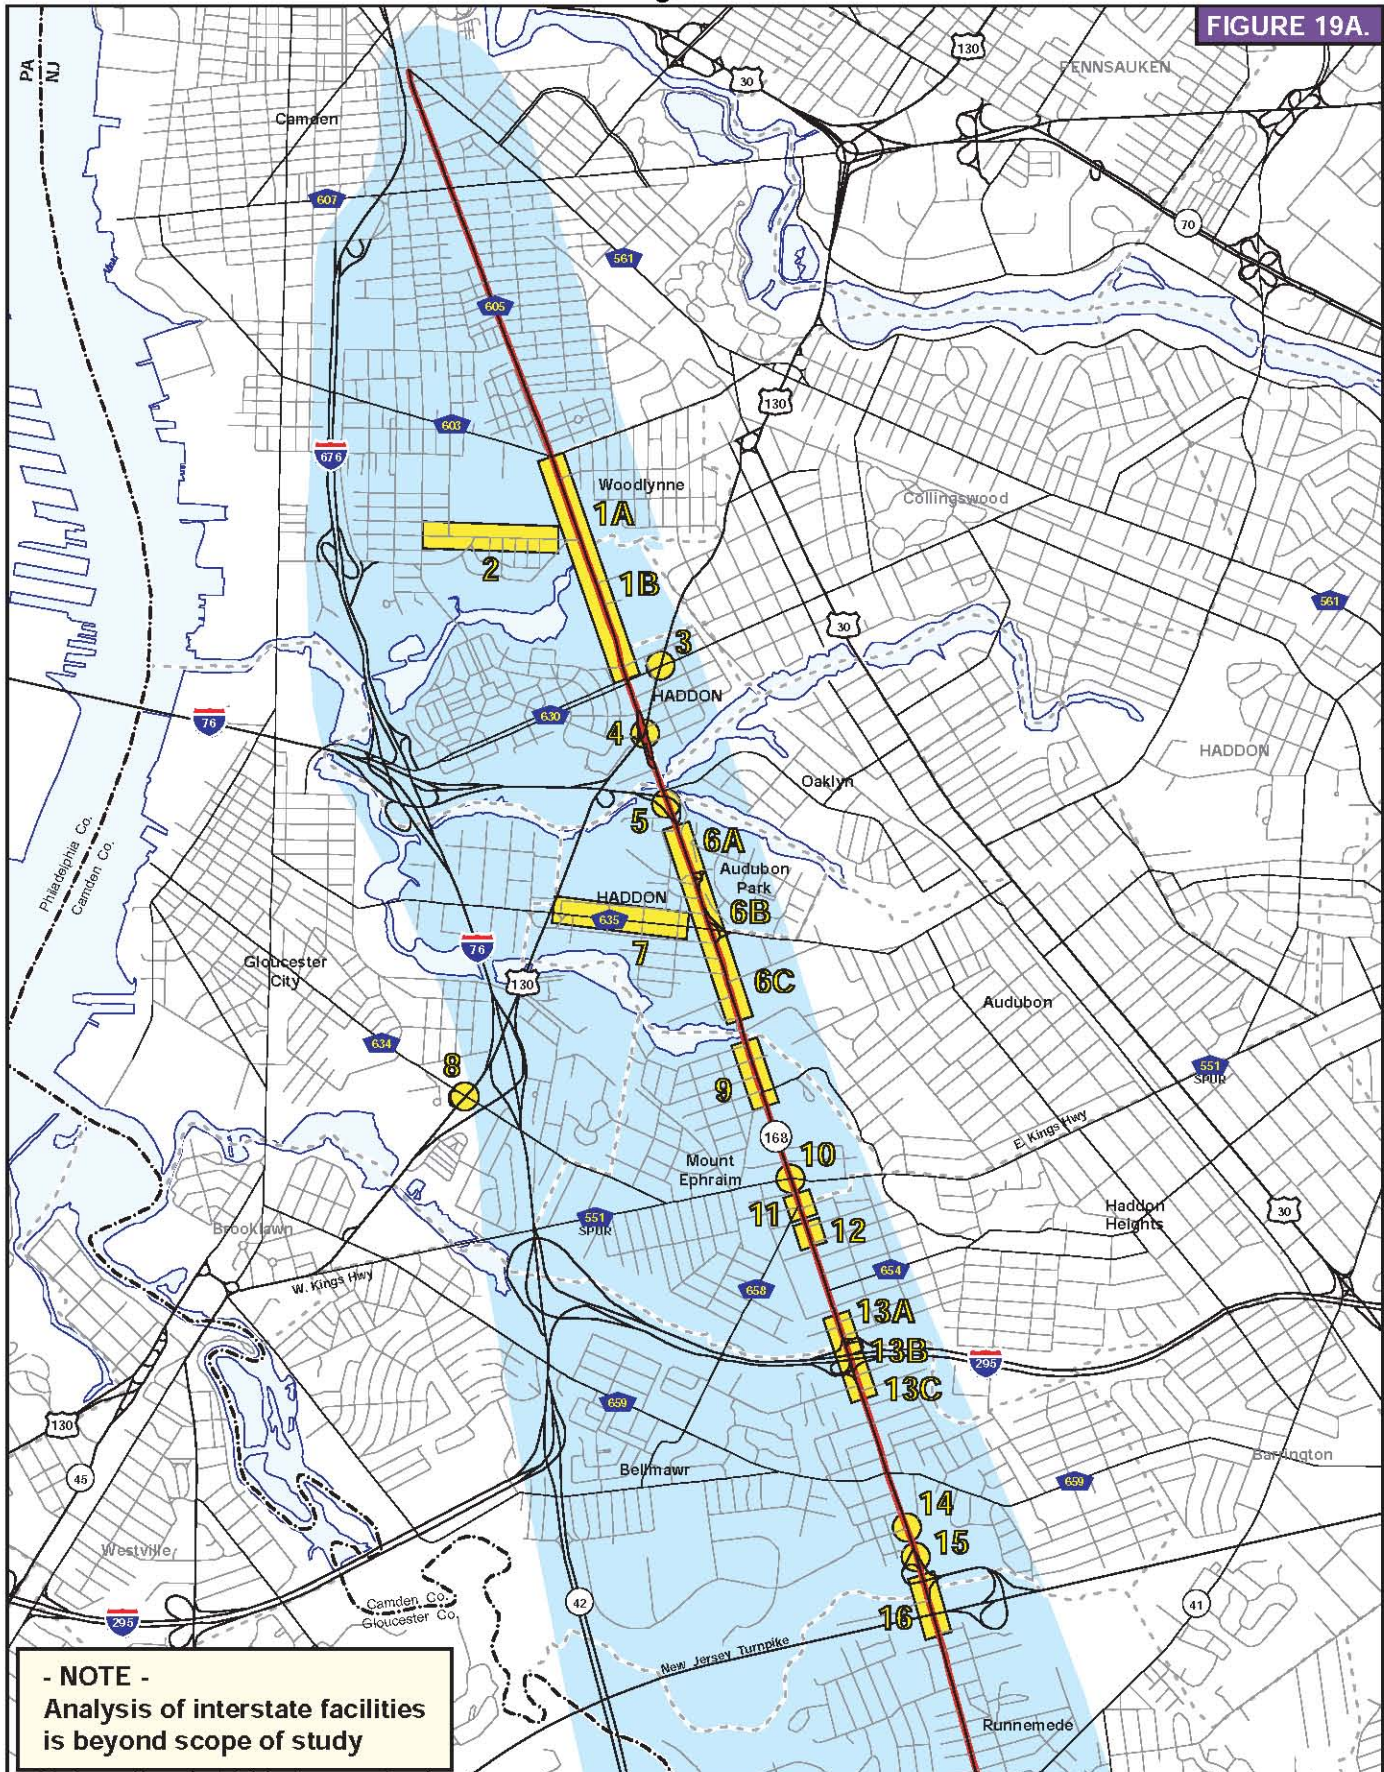 FIGURE 19A.
PA
NJ
130
30
PENNSAUKEN
Camden
607
70
561
605
130
603
676
Woodlynne
Collingswood
1A
2
1B
561
30
3
HADDON
630
76
4
HADDON
Oaklyn
5
6A
Philadelphia Co.
Camden Co.
Audubon
Park
HADDON
635
6B
7
76
Gloucester
City
130
6C
Audubon
634
8
551
SPUR
9
E. Kings Hwy
168
10
Mount
Ephraim
11
551
SPUR
12
Haddon
Heights
30
Brooklawn
W. Kings Hwy
654
658
13A
13B
295
13C
659
130
45
Bellmawr
Barrington
659
14
15
Westville
295
Camden Co.
Gloucester Co.
42
41
16
New Jersey Turnpike
Runnemede
- NOTE -
Analysis of interstate facilities
is beyond scope of study